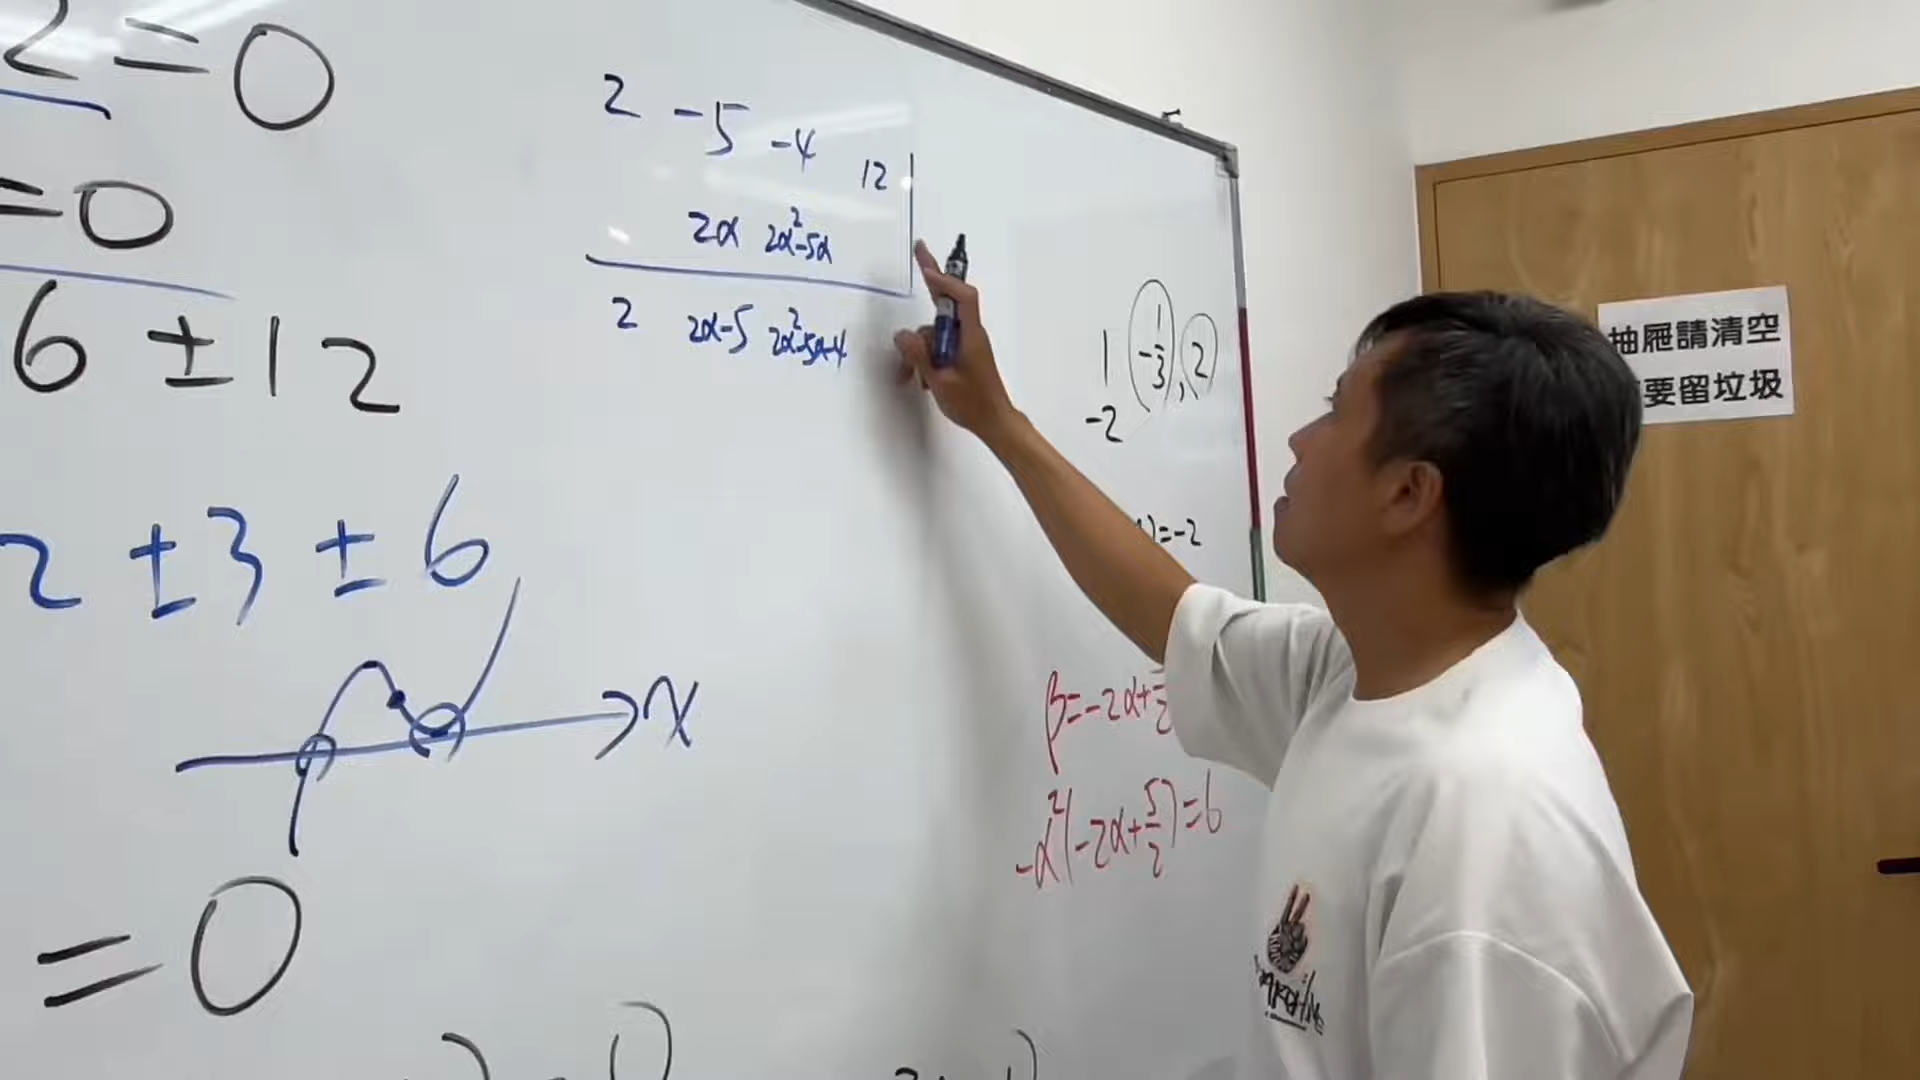 2=0
=0
6 ±12
2 ±3 ±6
x
=0
2 -5 -4 12
2α 2α²-5α
2 2α-5 2α²-5α-4
1 -1/3, 2
-2
)=-2
β=-2α+
-α²(-2α+5/2)=6
抽屜請清空
要留垃圾